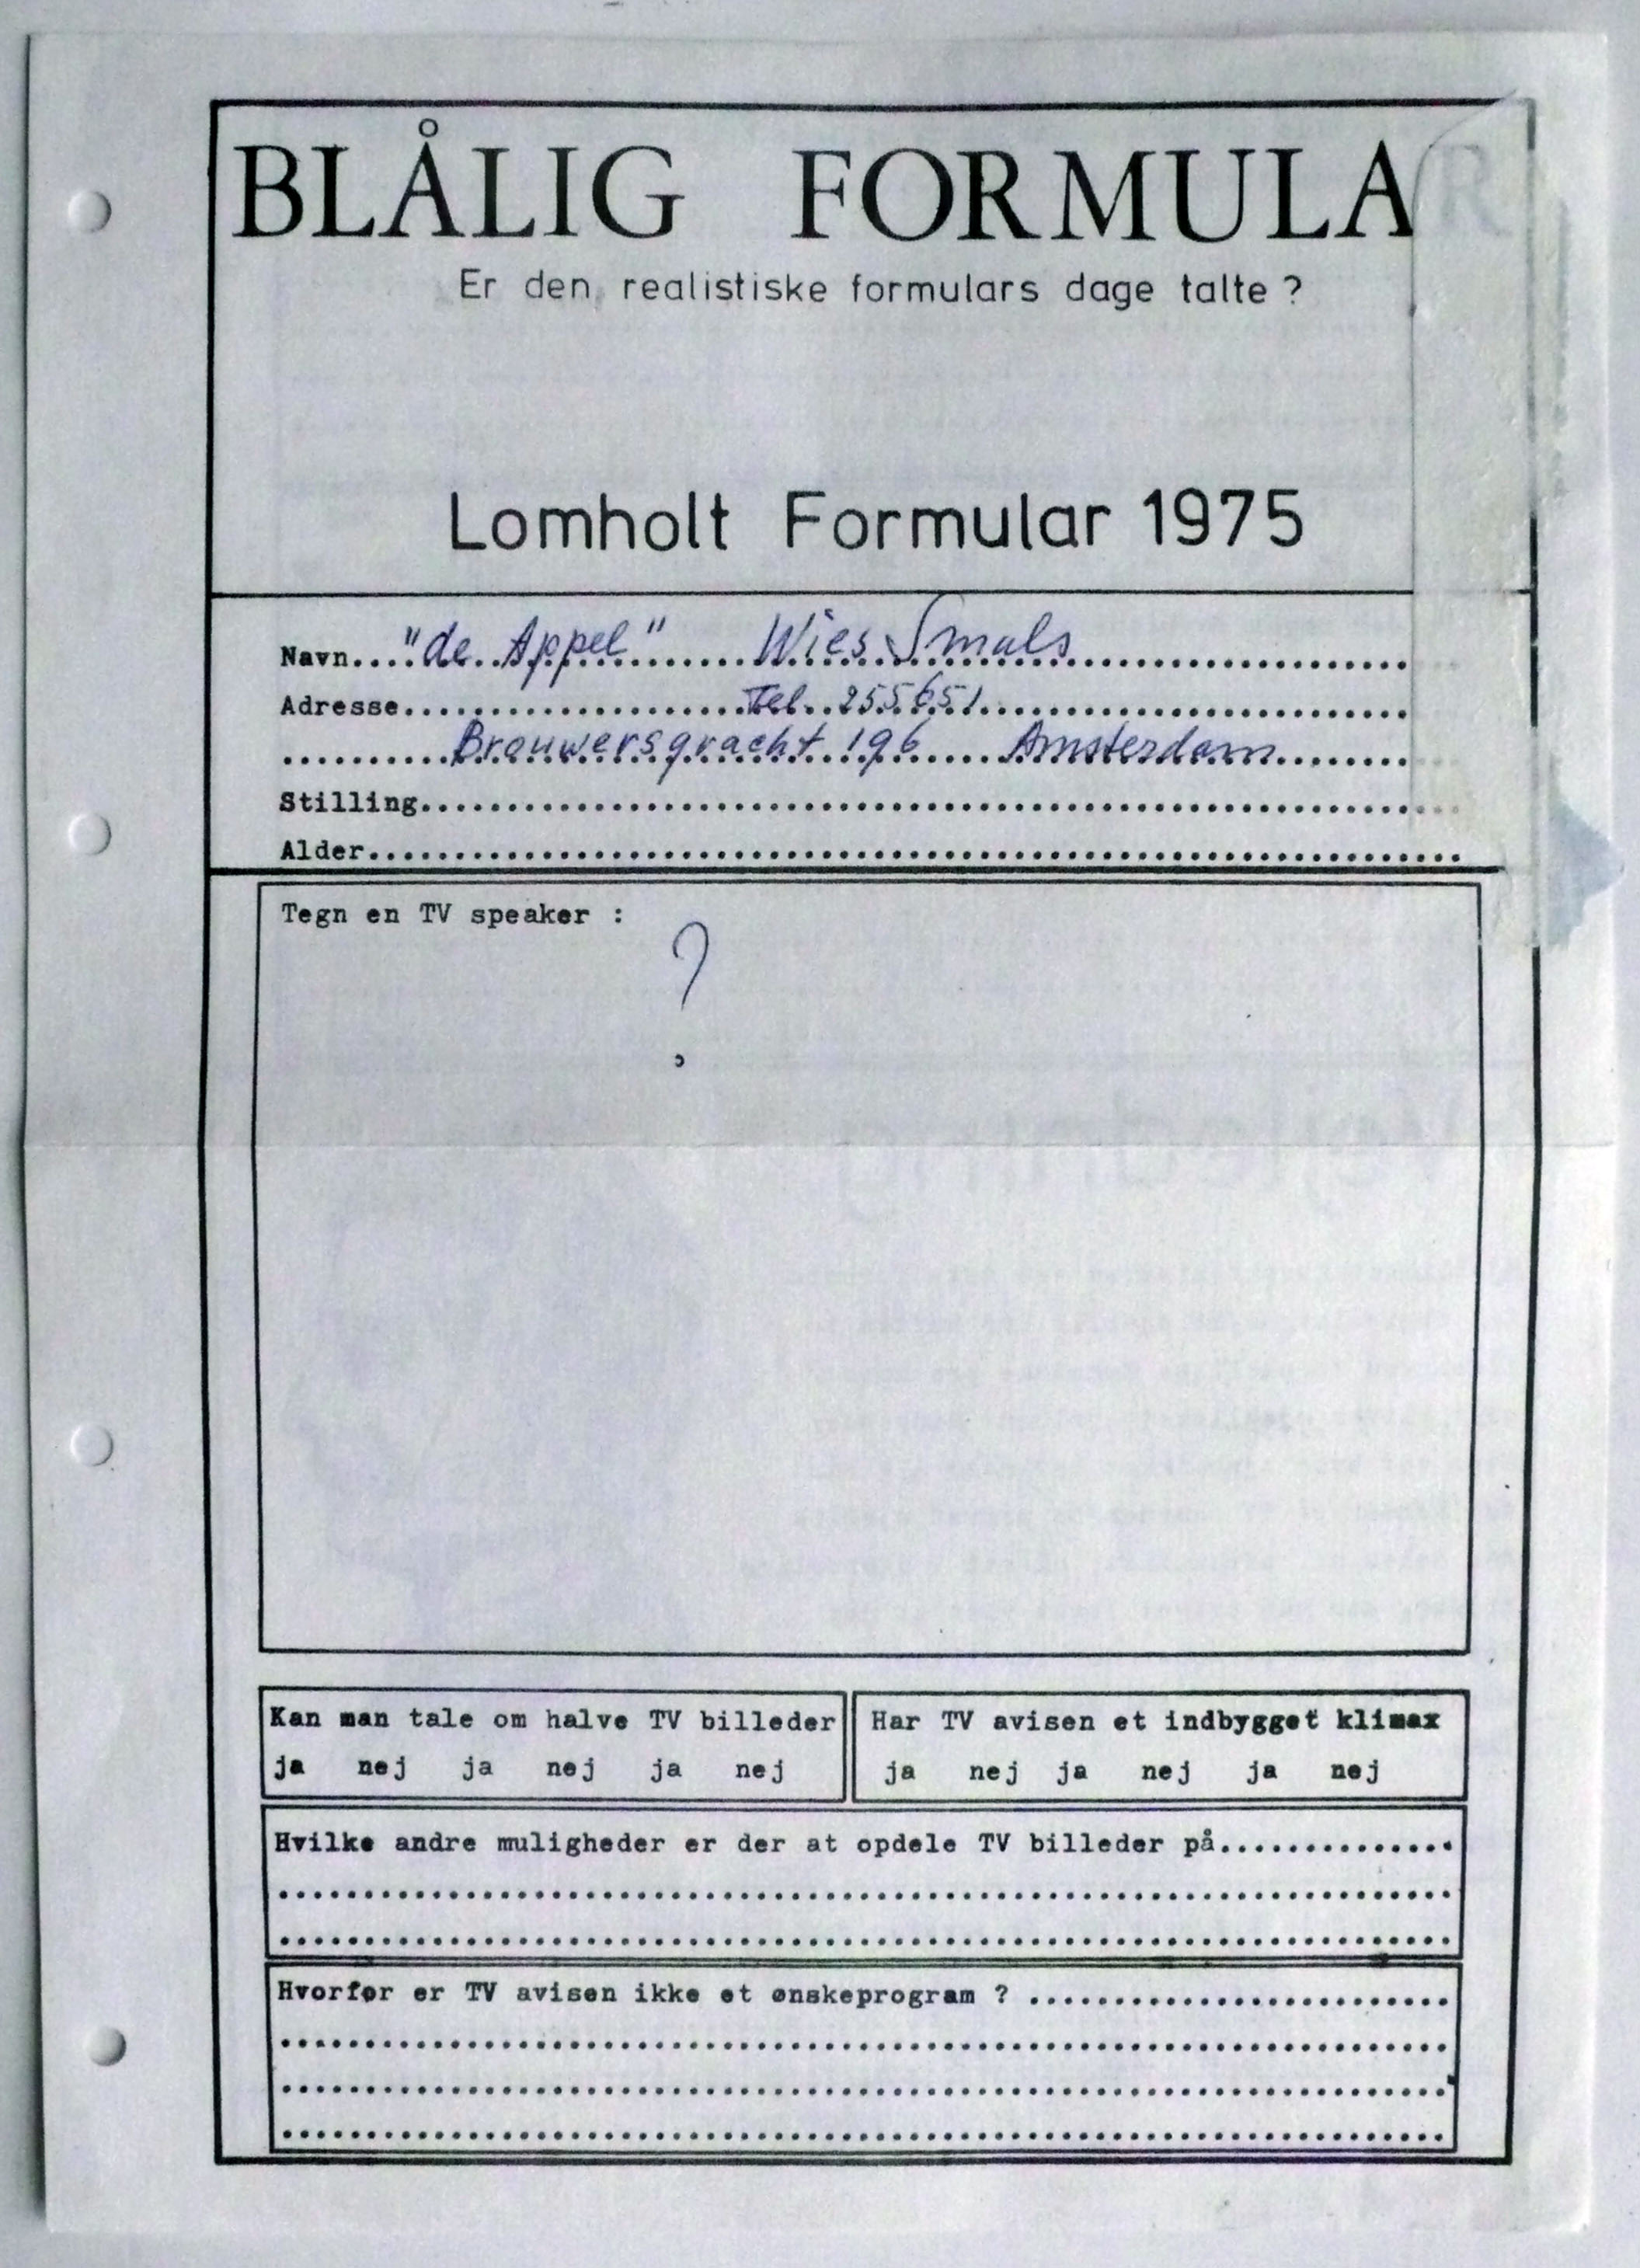 BLÅLIG FORMULAR
Er den realistiske formulars dage talte ?
Lomholt Formular 1975
Navn...."de Appel" Wies Smals
Adresse.... Tel. 255651
Brouwersgracht 196 Amsterdam
Stilling....
Alder....
Tegn en TV speaker : ?
Kan man tale om halve TV billeder
ja nej ja nej ja nej
Har TV avisen et indbygget klimax
ja nej ja nej ja nej
Hvilke andre muligheder er der at opdele TV billeder på....
Hvorfor er TV avisen ikke et ønskeprogram ? ....